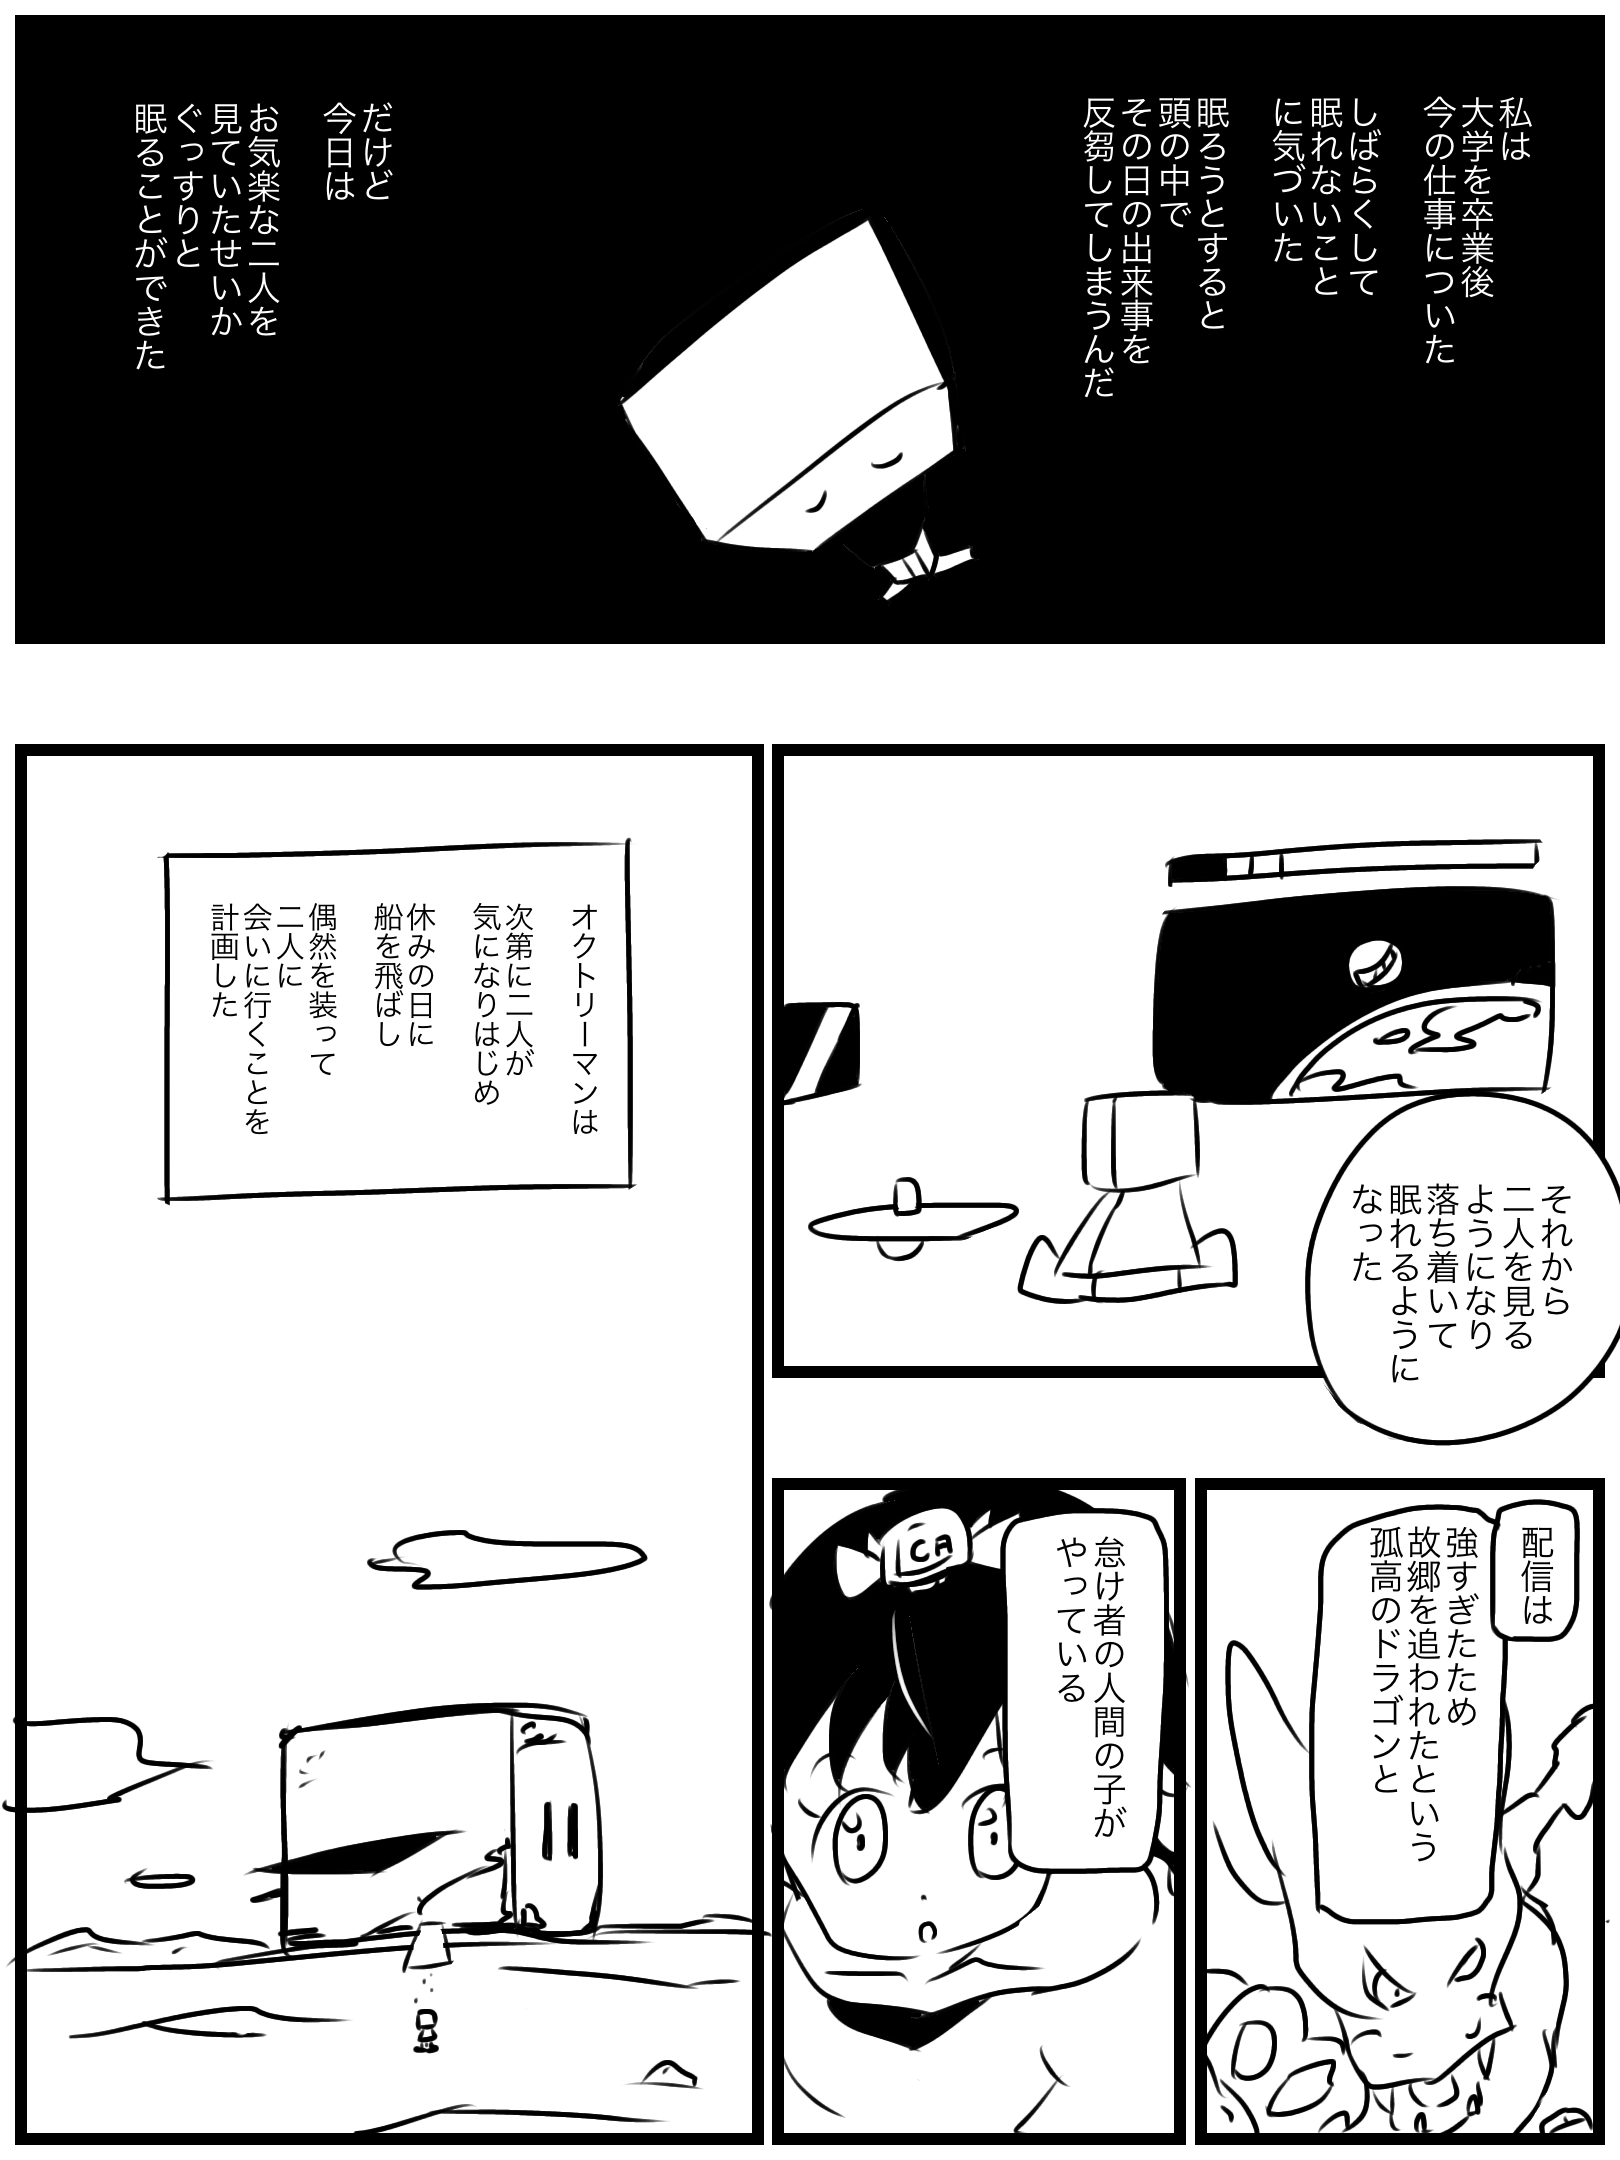 私は
大学を卒業後
今の仕事についた
しばらくして
眠れないこと
に気づいた
眠ろうとすると
頭の中で
その日の出来事を
反芻してしまうんだ
だけど
今日は
お気楽な二人を
見ていたせいか
ぐっすりと
眠ることができた
それから
二人を見る
ようになり
落ち着いて
眠れるように
なった
配信は
強すぎたため
故郷を追われたという
孤高のドラゴンと
怠け者の人間の子が
やっている
CA
オクトリーマンは
次第に二人が
気になりはじめ
休みの日に
船を飛ばし
偶然を装って
二人に
会いに行くことを
計画した